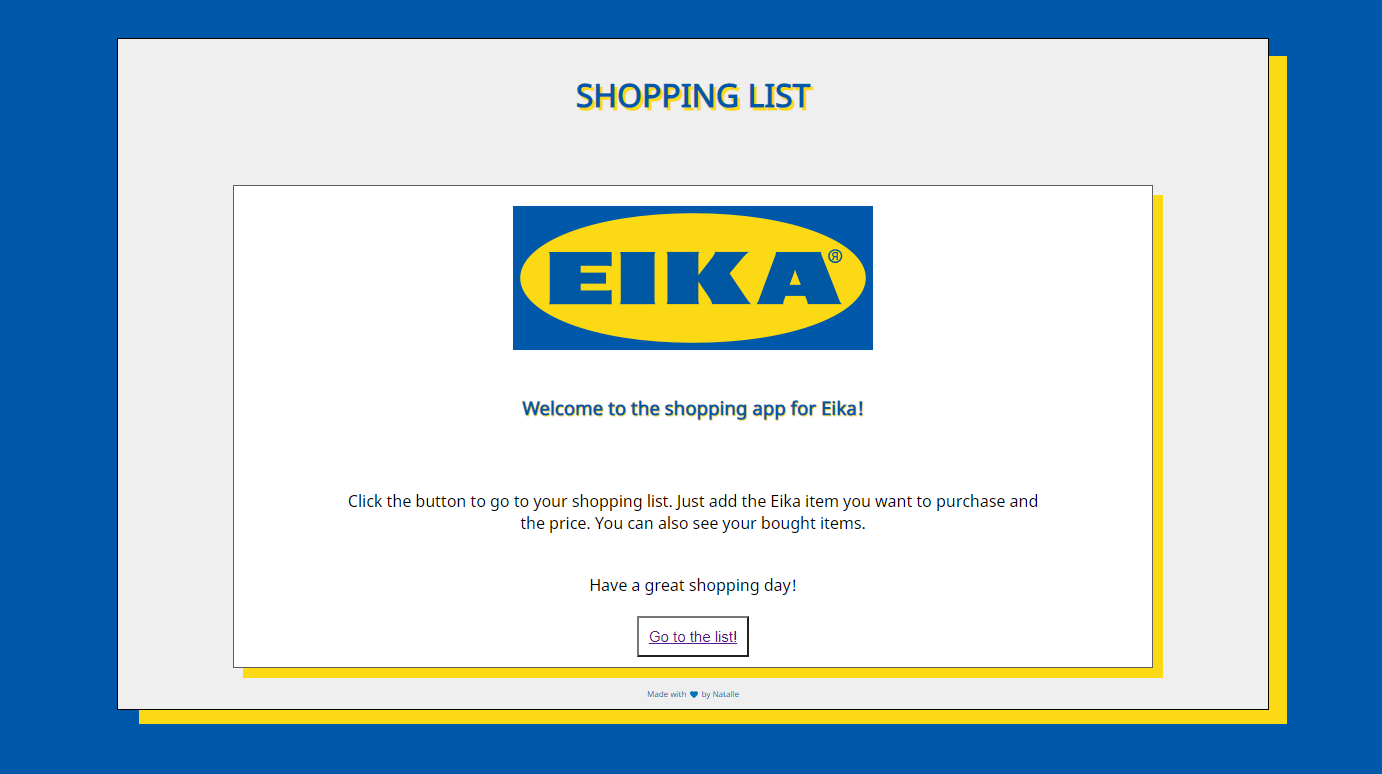 SHOPPING LIST
EIKA®
Welcome to the shopping app for Eika!
Click the button to go to your shopping list. Just add the Eika item you want to purchase and
the price. You can also see your bought items.
Have a great shopping day!
Go to the list!
Made with 💙 by Natalle